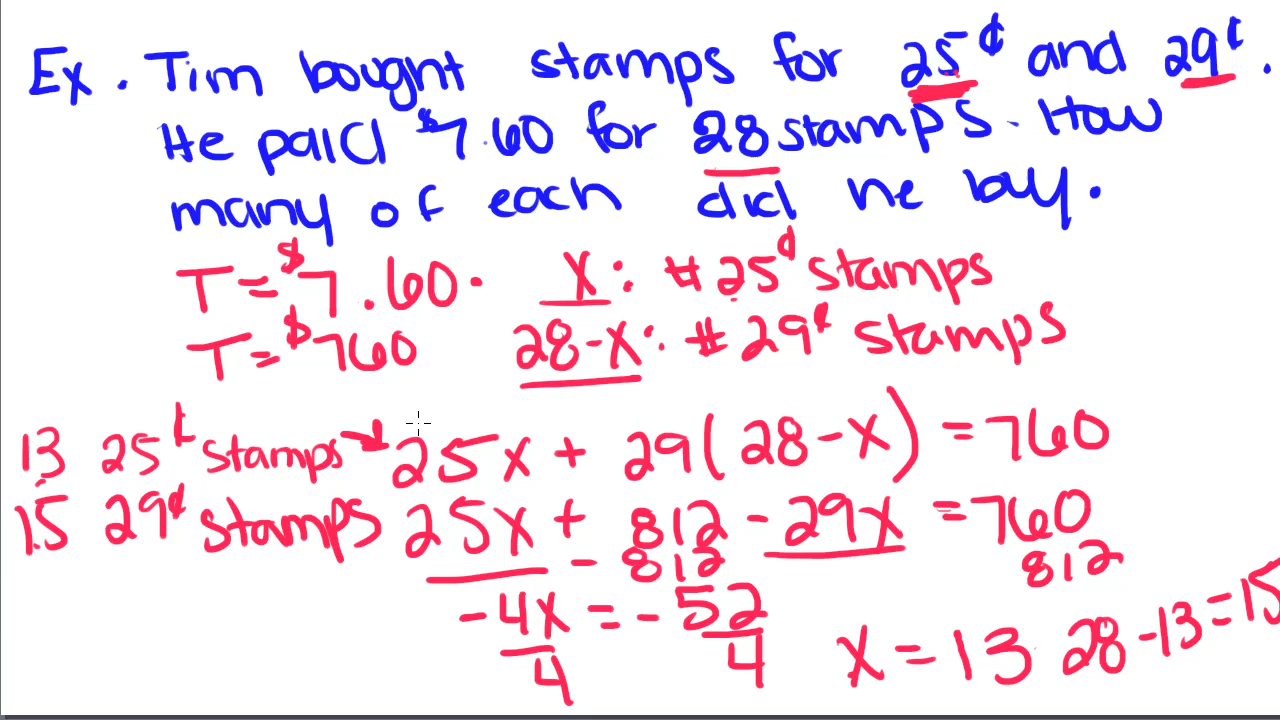 Ex. Tim bought stamps for 25¢ and 29¢.
He paid $7.60 for 28 stamps. How
many of each did he buy.
T = $7.60. x: # 25¢ stamps
T = $760 28-x: # 29¢ stamps
13 25¢ stamps → 25x + 29(28-x) = 760
15 29¢ stamps 25x + 812 - 29x = 760
- 812 812
-4x = -52
4 4 x = 13 28-13=15